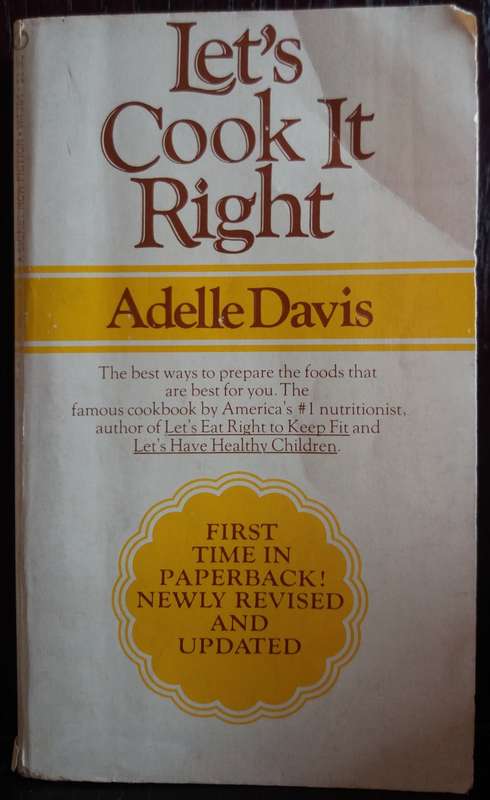 Let's
Cook It
Right
Adelle Davis
The best ways to prepare the foods that
are best for you. The
famous cookbook by America's #1 nutritionist,
author of Let's Eat Right to Keep Fit and
Let's Have Healthy Children.
FIRST
TIME IN
PAPERBACK!
NEWLY REVISED
AND
UPDATED